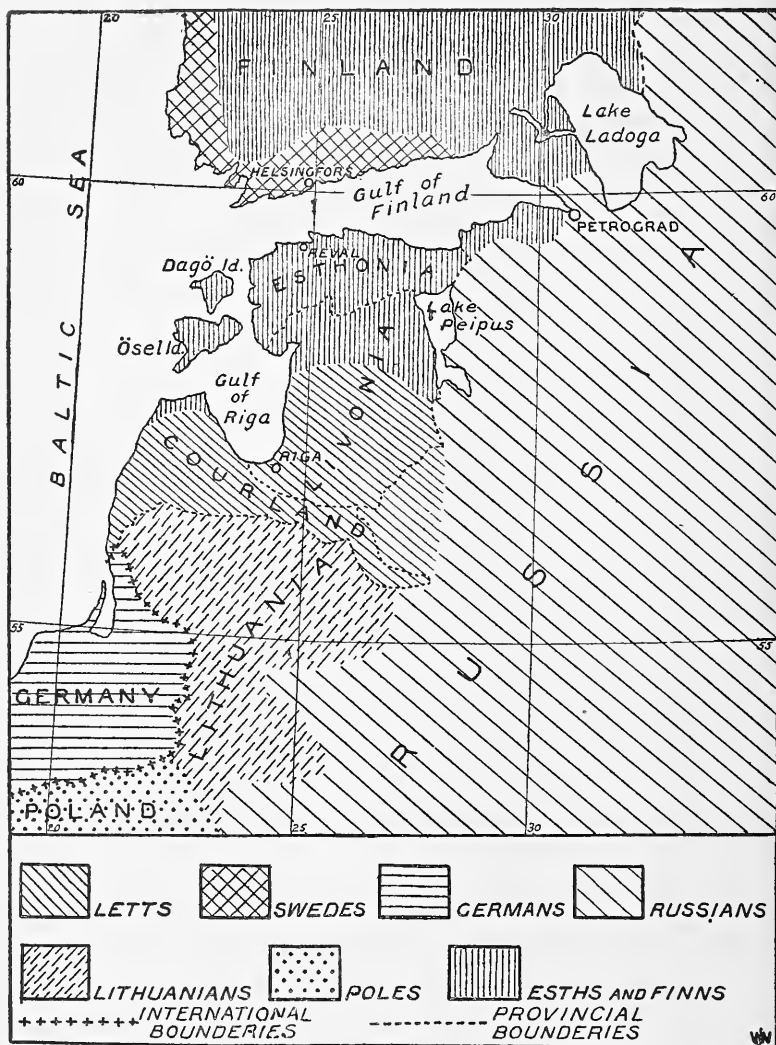 20
25
30
FINLAND
Lake
Ladoga
HELSINGFORS
Gulf of
Finland
60
60
PETROGRAD
BALTIC SEA
REVAL
ESTHONIA
Dagö Id.
Lake
Peipus
Ösel Id.
Gulf
of
Riga
LIVONIA
RIGA
COURLAND
RUSSIA
LITHUANIA
55
55
GERMANY
POLAND
20
25
30
LETTS
SWEDES
GERMANS
RUSSIANS
LITHUANIANS
POLES
ESTHS AND FINNS
INTERNATIONAL
BOUNDERIES
PROVINCIAL
BOUNDERIES